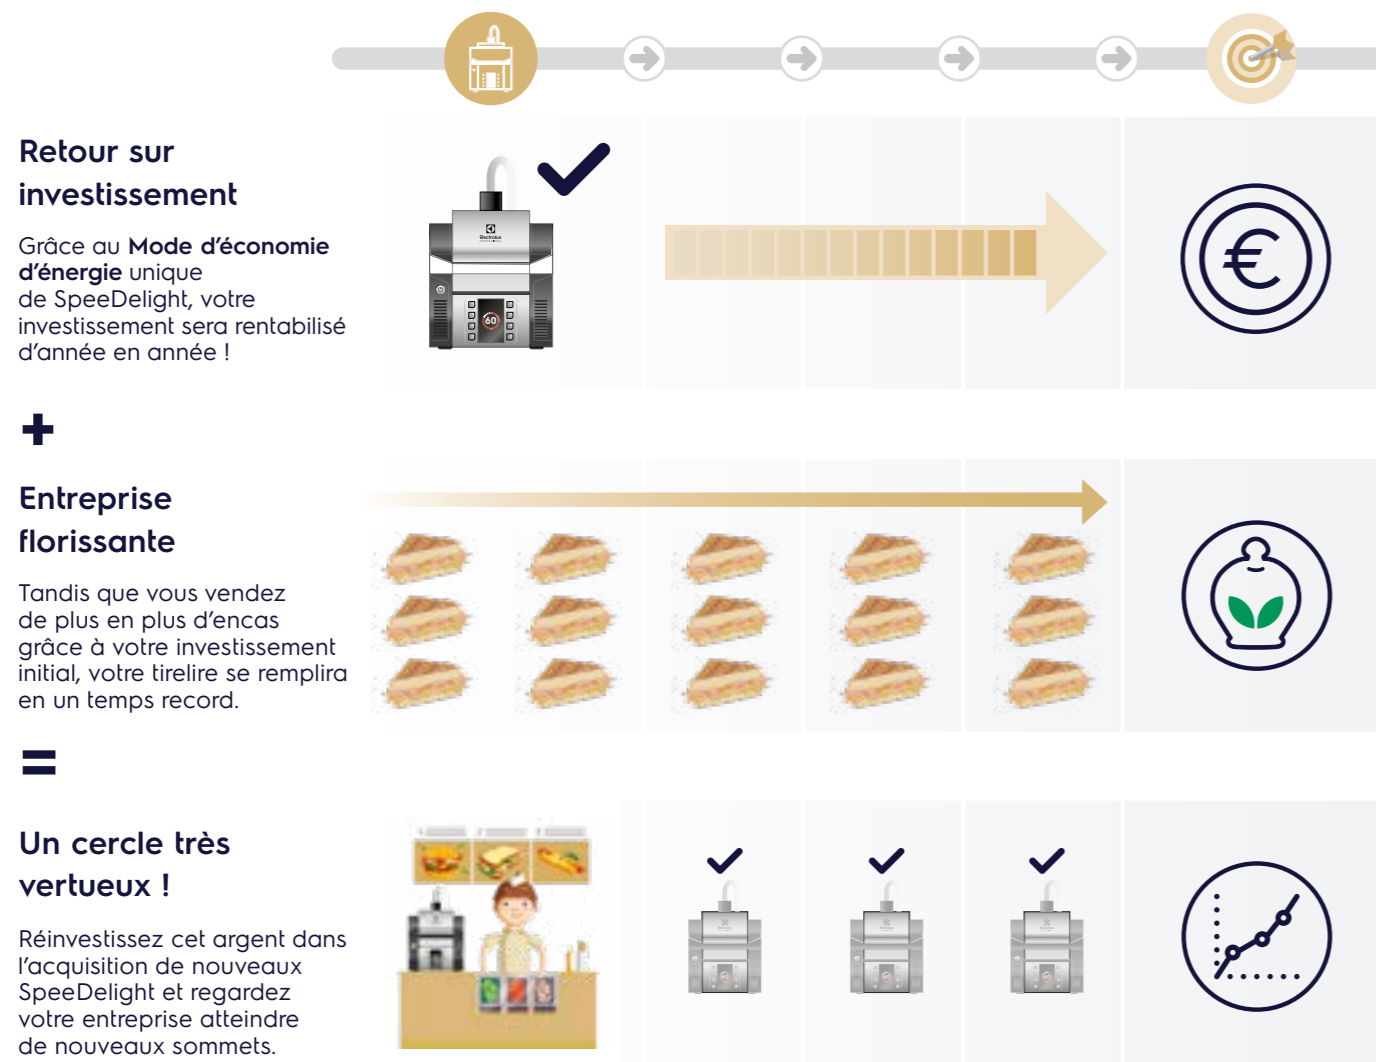 Retour sur
investissement
Grâce au Mode d’économie
d’énergie unique
de SpeeDelight, votre
investissement sera rentabilisé
d’année en année !
Electrolux
60
+
Entreprise
florissante
Tandis que vous vendez
de plus en plus d’encas
grâce à votre investissement
initial, votre tirelire se remplira
en un temps record.
=
Un cercle très
vertueux !
Réinvestissez cet argent dans
l’acquisition de nouveaux
SpeeDelight et regardez
votre entreprise atteindre
de nouveaux sommets.